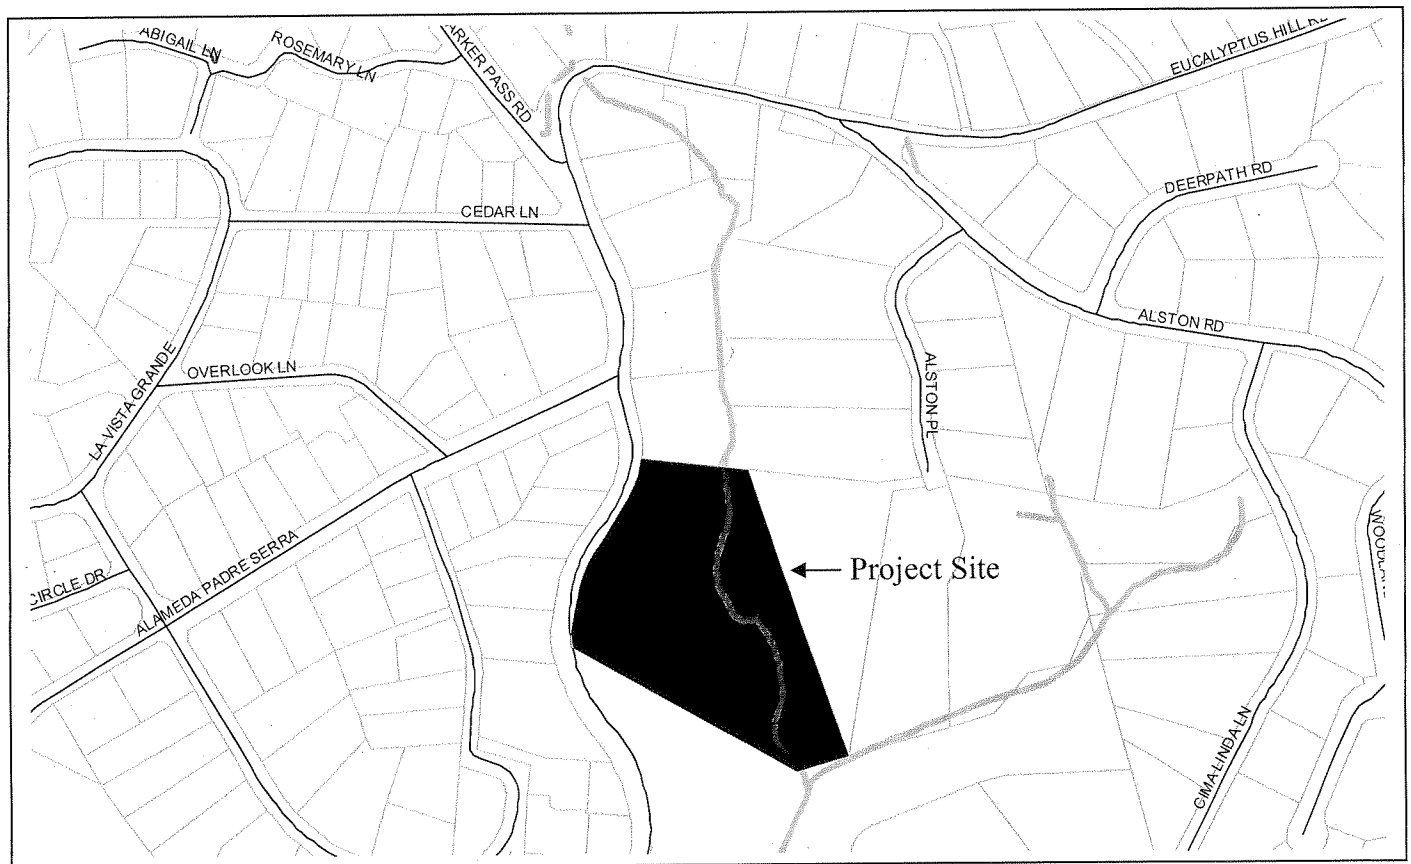 ABIGAIL LN
ROSEMARY LN
ARKER PASS RD
EUCALYPTUS HILL RD
DEERPATH RD
CEDAR LN
ALSTON RD
LA VISTA GRANDE
OVERLOOK LN
ALSTON PL
WOODLAND
CIRCLE DR
ALAMEDA PADRE SERRA
Project Site
CIMA LINDA LN